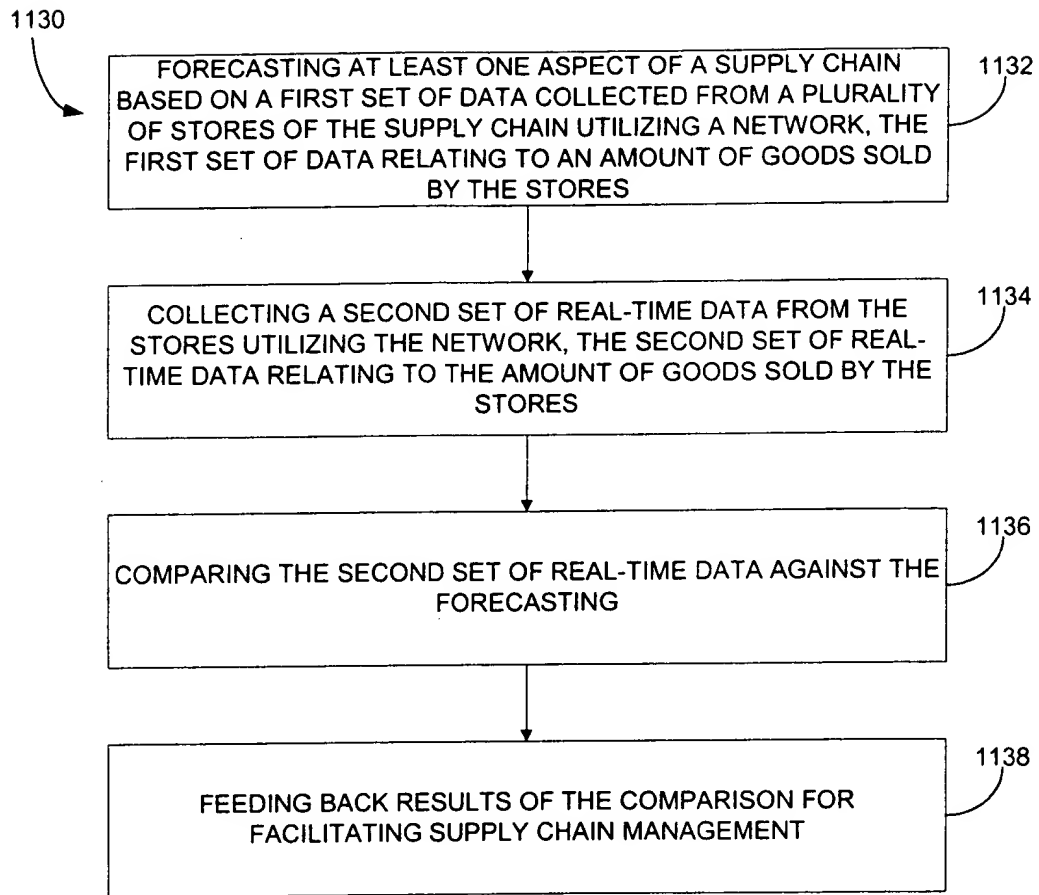 1130
FORECASTING AT LEAST ONE ASPECT OF A SUPPLY CHAIN
BASED ON A FIRST SET OF DATA COLLECTED FROM A PLURALITY
OF STORES OF THE SUPPLY CHAIN UTILIZING A NETWORK, THE
FIRST SET OF DATA RELATING TO AN AMOUNT OF GOODS SOLD
BY THE STORES
1132
COLLECTING A SECOND SET OF REAL-TIME DATA FROM THE
STORES UTILIZING THE NETWORK, THE SECOND SET OF REAL-
TIME DATA RELATING TO THE AMOUNT OF GOODS SOLD BY THE
STORES
1134
COMPARING THE SECOND SET OF REAL-TIME DATA AGAINST THE
FORECASTING
1136
FEEDING BACK RESULTS OF THE COMPARISON FOR
FACILITATING SUPPLY CHAIN MANAGEMENT
1138